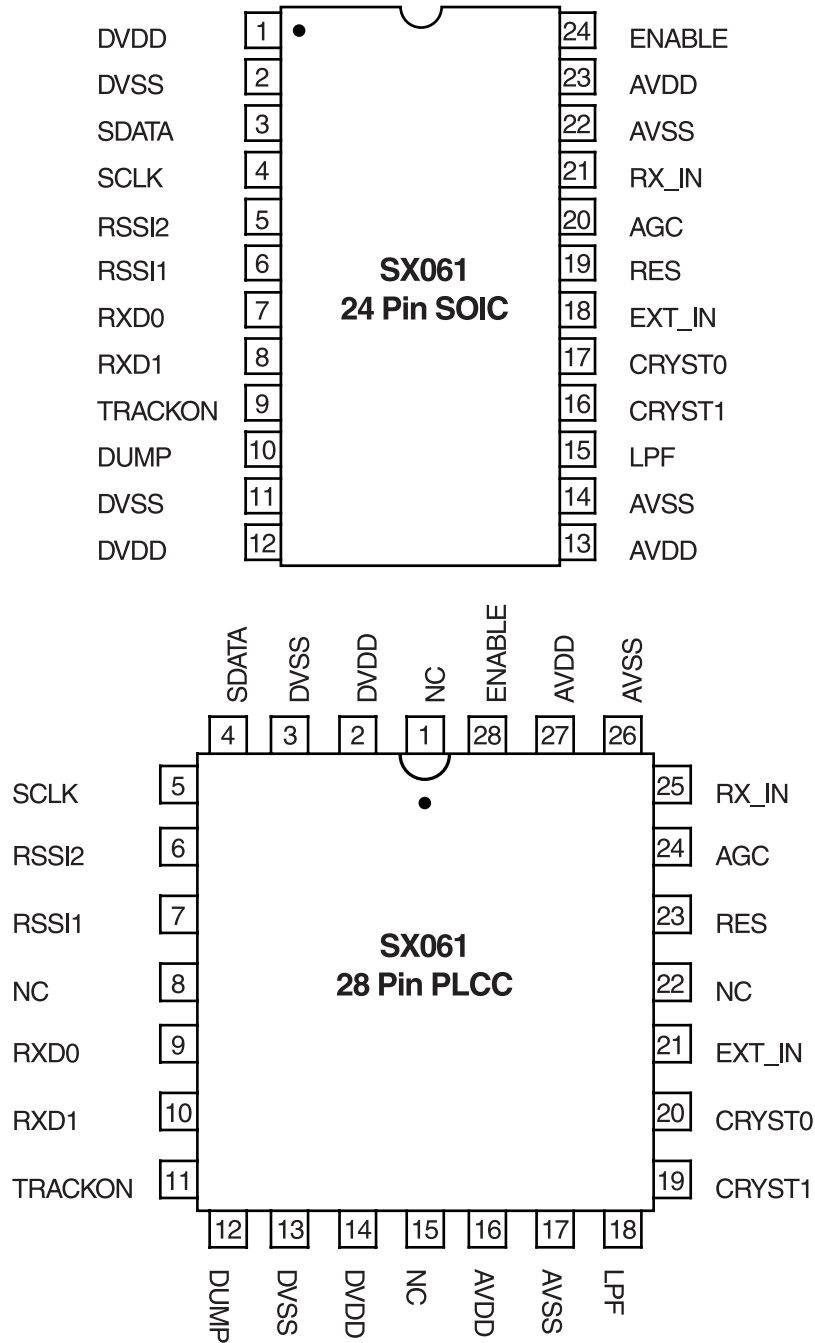 DVDD 1 24 ENABLE
DVSS 2 23 AVDD
SDATA 3 22 AVSS
SCLK 4 21 RX_IN
RSSI2 5 20 AGC
RSSI1 6 19 RES
SX061
24 Pin SOIC
RXD0 7 18 EXT_IN
RXD1 8 17 CRYST0
TRACKON 9 16 CRYST1
DUMP 10 15 LPF
DVSS 11 14 AVSS
DVDD 12 13 AVDD
SDATA DVSS DVDD NC ENABLE AVDD AVSS
4 3 2 1 28 27 26
SCLK 5 25 RX_IN
RSSI2 6 24 AGC
RSSI1 7 23 RES
SX061
28 Pin PLCC
NC 8 22 NC
RXD0 9 21 EXT_IN
RXD1 10 20 CRYST0
TRACKON 11 19 CRYST1
12 13 14 15 16 17 18
DUMP DVSS DVDD NC AVDD AVSS LPF